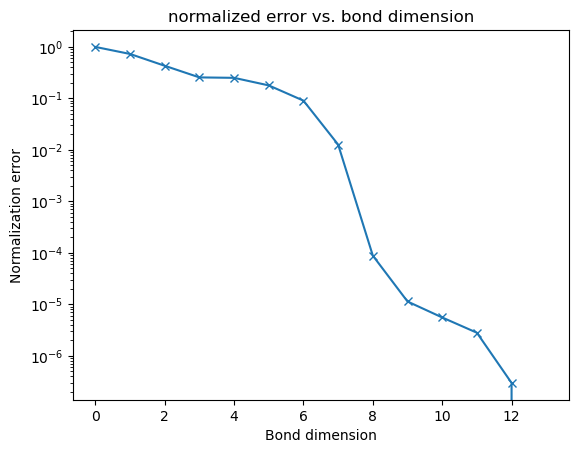 normalized error vs. bond dimension
Normalization error
10⁰
10⁻¹
10⁻²
10⁻³
10⁻⁴
10⁻⁵
10⁻⁶
0 2 4 6 8 10 12
Bond dimension